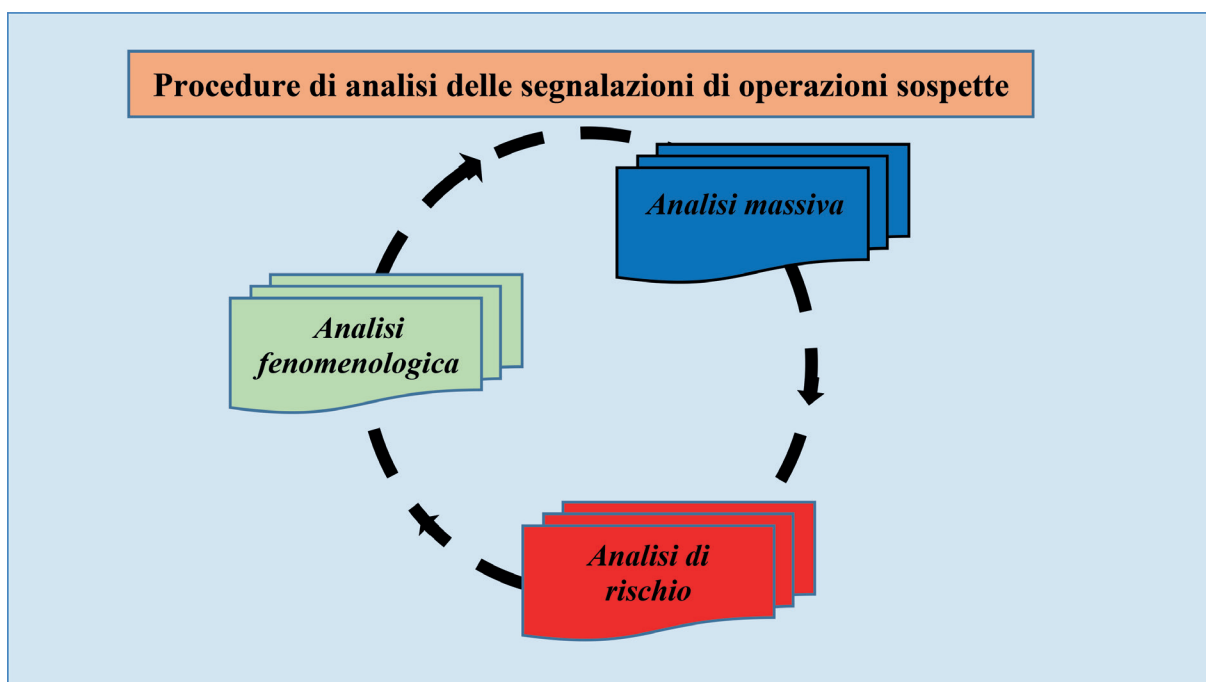 Procedure di analisi delle segnalazioni di operazioni sospette
Analisi massiva
Analisi
fenomenologica
Analisi di
rischio